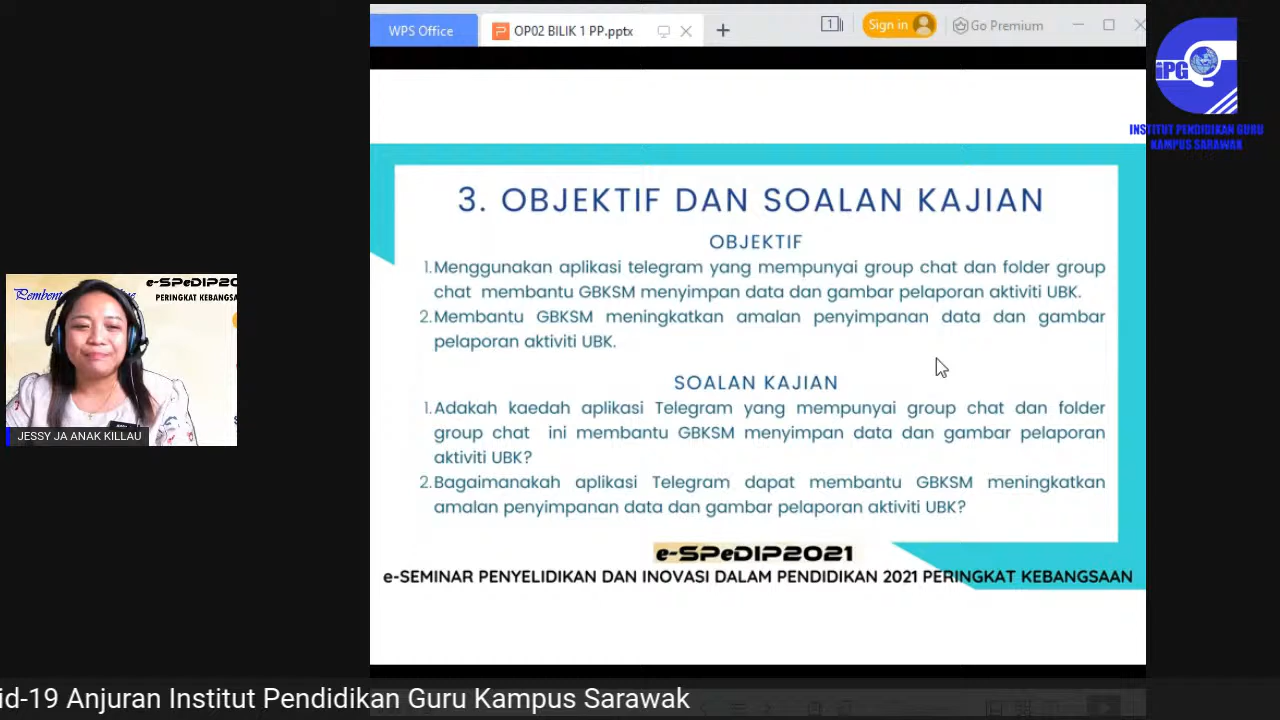 WPS Office
OP02 BILIK 1 PP.pptx
1
Sign in
Go Premium
iPG
INSTITUT PENDIDIKAN GURU
KAMPUS SARAWAK
3. OBJEKTIF DAN SOALAN KAJIAN
OBJEKTIF
1. Menggunakan aplikasi telegram yang mempunyai group chat dan folder group
chat membantu GBKSM menyimpan data dan gambar pelaporan aktiviti UBK.
2. Membantu GBKSM meningkatkan amalan penyimpanan data dan gambar
pelaporan aktiviti UBK.
SOALAN KAJIAN
1. Adakah kaedah aplikasi Telegram yang mempunyai group chat dan folder
group chat ini membantu GBKSM menyimpan data dan gambar pelaporan
aktiviti UBK?
2. Bagaimanakah aplikasi Telegram dapat membantu GBKSM meningkatkan
amalan penyimpanan data dan gambar pelaporan aktiviti UBK?
e-SPeDIP2021
e-SEMINAR PENYELIDIKAN DAN INOVASI DALAM PENDIDIKAN 2021 PERINGKAT KEBANGSAAN
e-SPeDIP20
Pembent
PERINGKAT KEBANGSA
JESSY JA ANAK KILLAU
id-19 Anjuran Institut Pendidikan Guru Kampus Sarawak